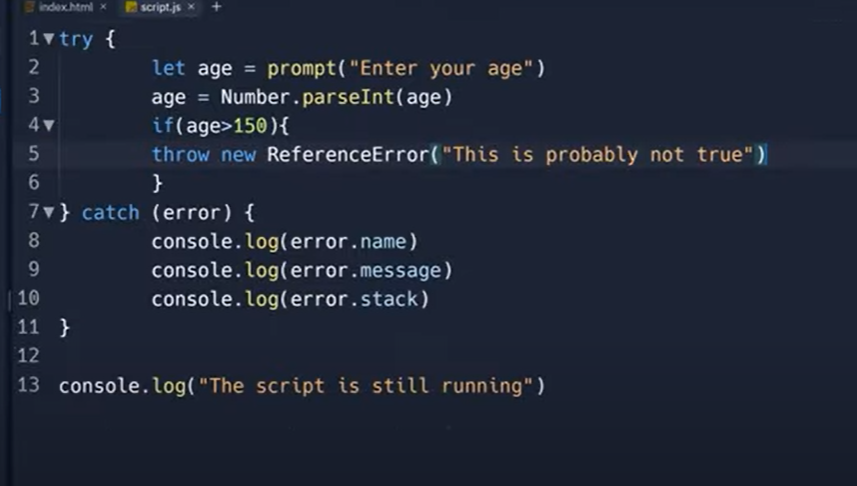 index.html × script.js × +
1 try {
2 let age = prompt("Enter your age")
3 age = Number.parseInt(age)
4 if(age>150){
5 throw new ReferenceError("This is probably not true")
6 }
7 } catch (error) {
8 console.log(error.name)
9 console.log(error.message)
10 console.log(error.stack)
11 }
12
13 console.log("The script is still running")